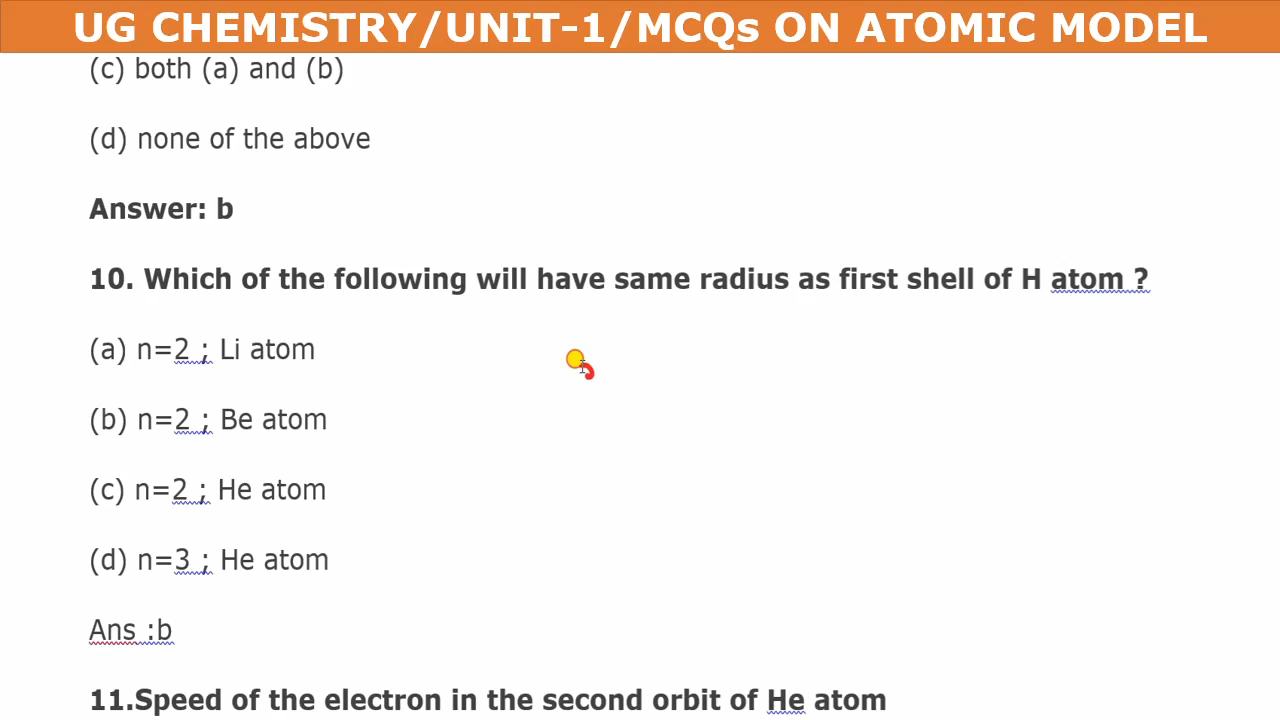 UG CHEMISTRY/UNIT-1/MCQs ON ATOMIC MODEL
(c) both (a) and (b)
(d) none of the above
Answer: b
10. Which of the following will have same radius as first shell of H atom ?
(a) n=2 ; Li atom
(b) n=2 ; Be atom
(c) n=2 ; He atom
(d) n=3 ; He atom
Ans :b
11.Speed of the electron in the second orbit of He atom